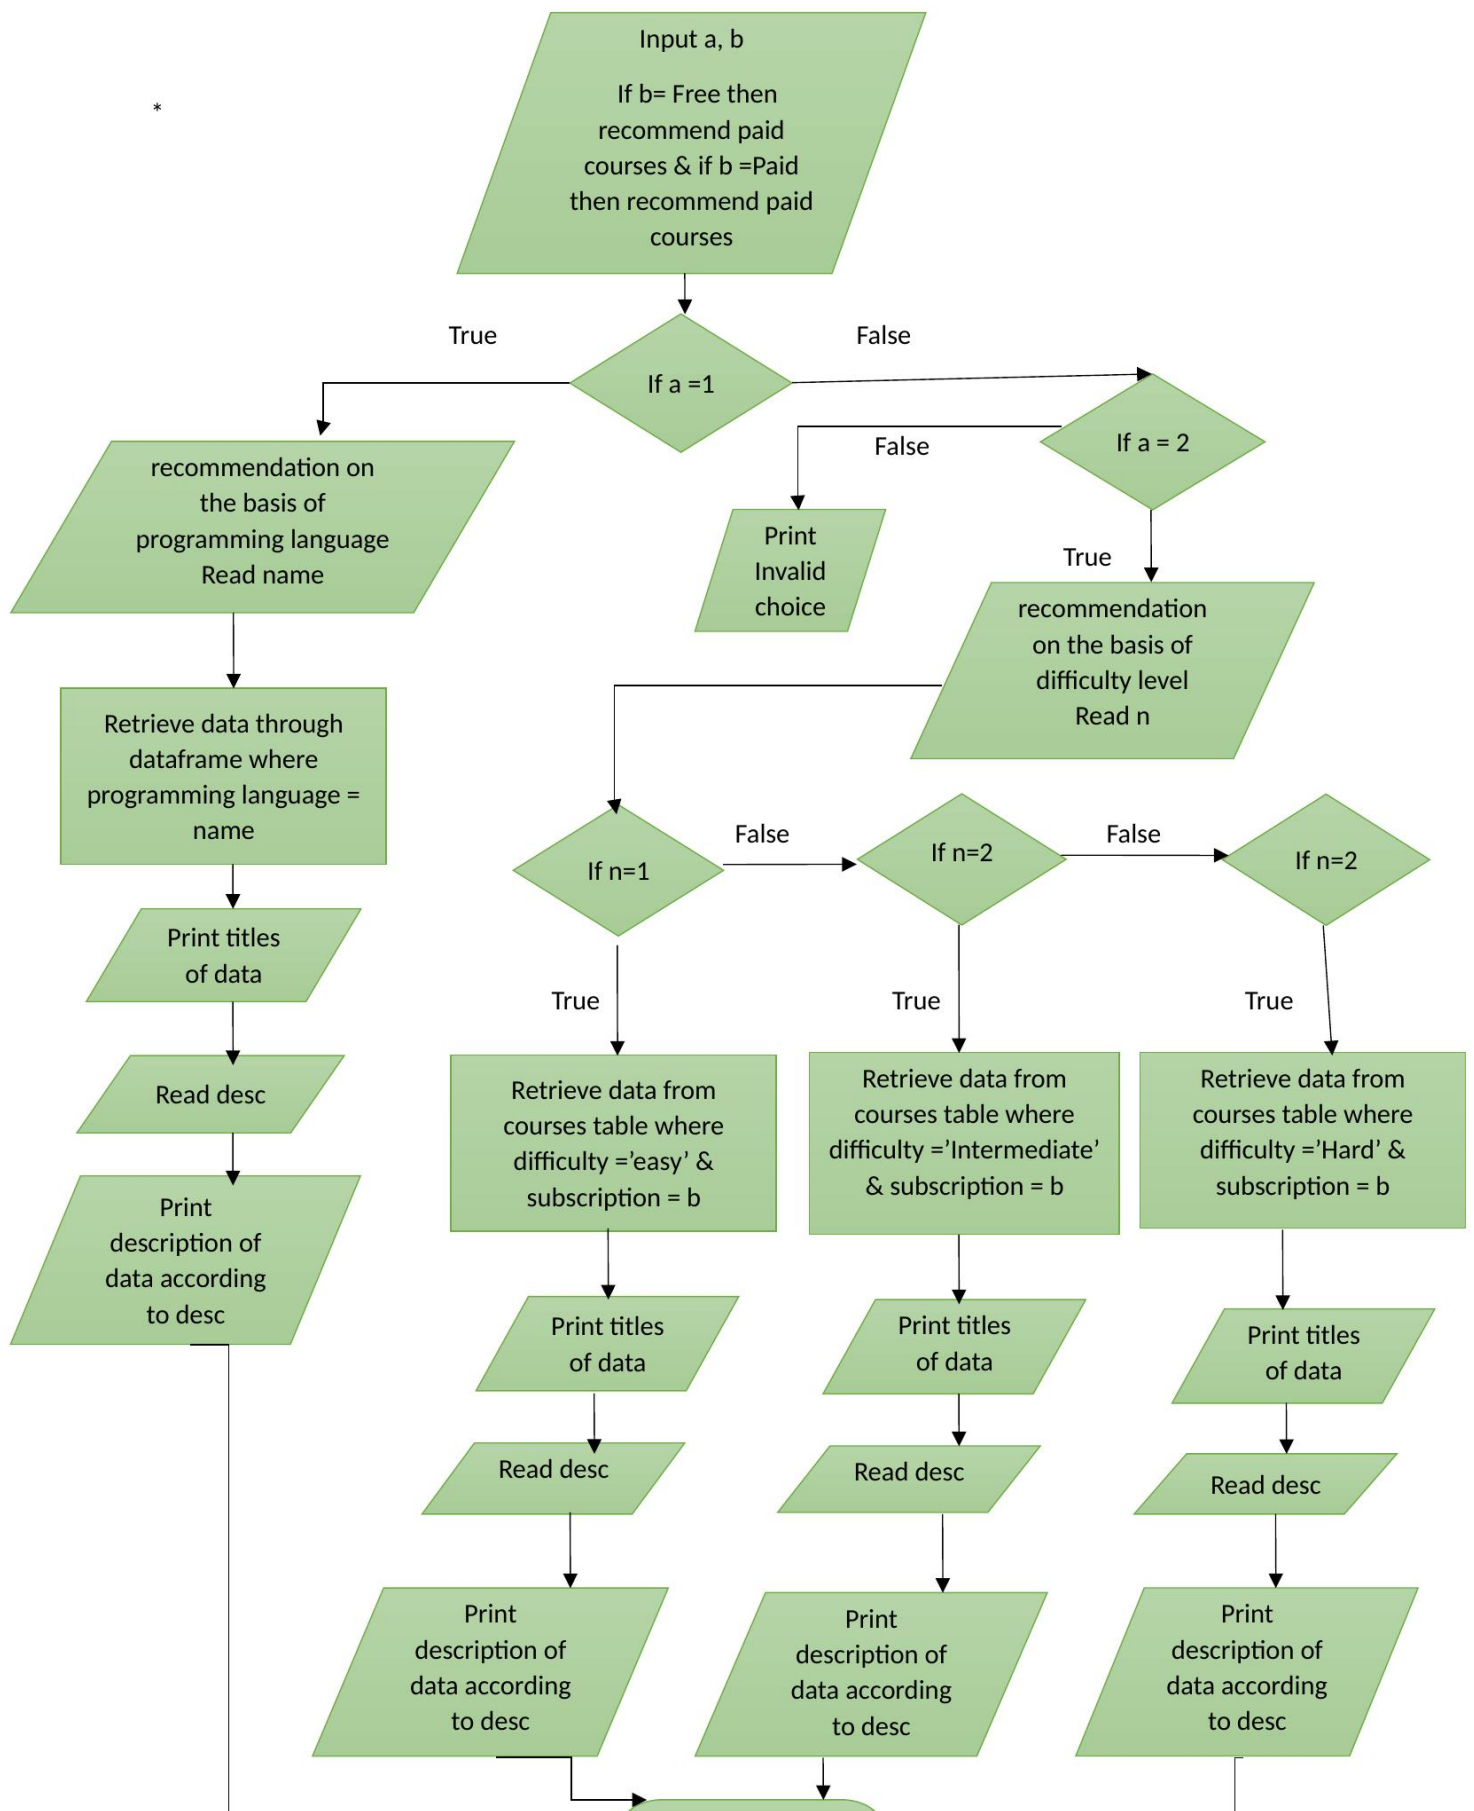 Input a, b
If b= Free then
recommend paid
courses & if b =Paid
then recommend paid
courses
*
True
False
If a =1
If a = 2
False
recommendation on
the basis of
programming language
Read name
Print
Invalid
choice
True
recommendation
on the basis of
difficulty level
Read n
Retrieve data through
dataframe where
programming language =
name
If n=1
False
If n=2
False
If n=2
Print titles
of data
True
True
True
Read desc
Retrieve data from
courses table where
difficulty =’easy’ &
subscription = b
Retrieve data from
courses table where
difficulty =’Intermediate’
& subscription = b
Retrieve data from
courses table where
difficulty =’Hard’ &
subscription = b
Print
description of
data according
to desc
Print titles
of data
Print titles
of data
Print titles
of data
Read desc
Read desc
Read desc
Print
description of
data according
to desc
Print
description of
data according
to desc
Print
description of
data according
to desc